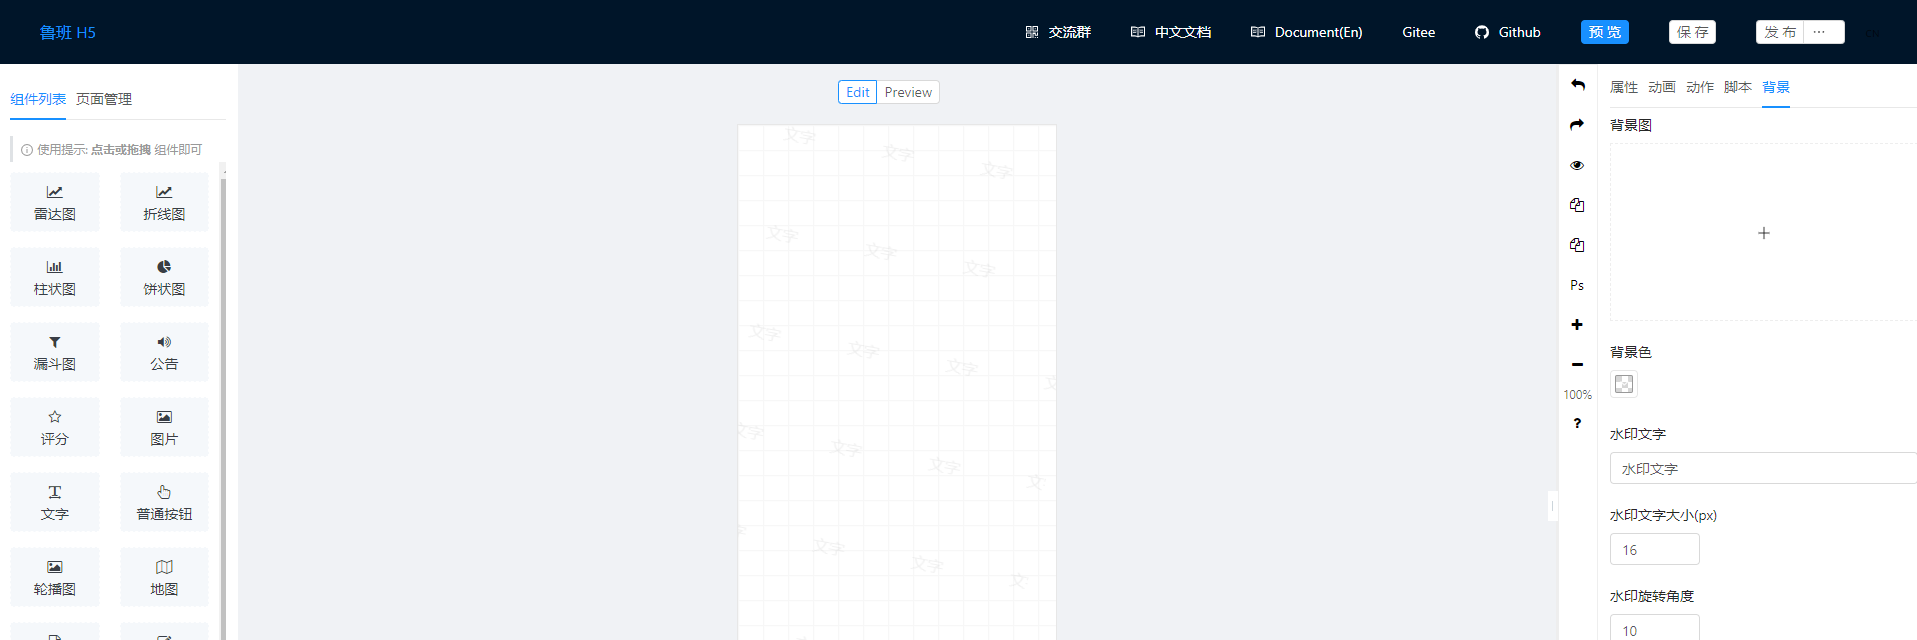 鲁班 H5
交流群 中文文档 Document(En) Gitee Github 预 览 保 存 发 布 ···
组件列表 页面管理
使用提示: 点击或拖拽 组件即可
雷达图 折线图
柱状图 饼状图
漏斗图 公告
评分 图片
文字 普通按钮
轮播图 地图
Edit Preview
文字
文字
文字
文字
文字
文字
文字
文字
文字
文字
文字
文字
文
文字
文字
文
Ps
100%
?
属性 动画 动作 脚本 背景
背景图
背景色
水印文字
水印文字
水印文字大小(px)
16
水印旋转角度
10